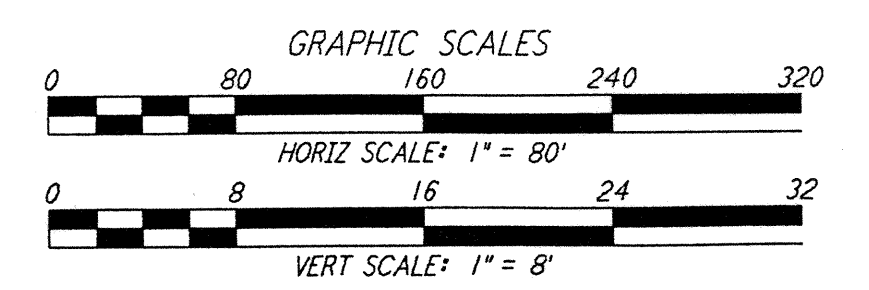 GRAPHIC SCALES
0 80 160 240 320
HORIZ SCALE: 1" = 80'
0 8 16 24 32
VERT SCALE: 1" = 8'